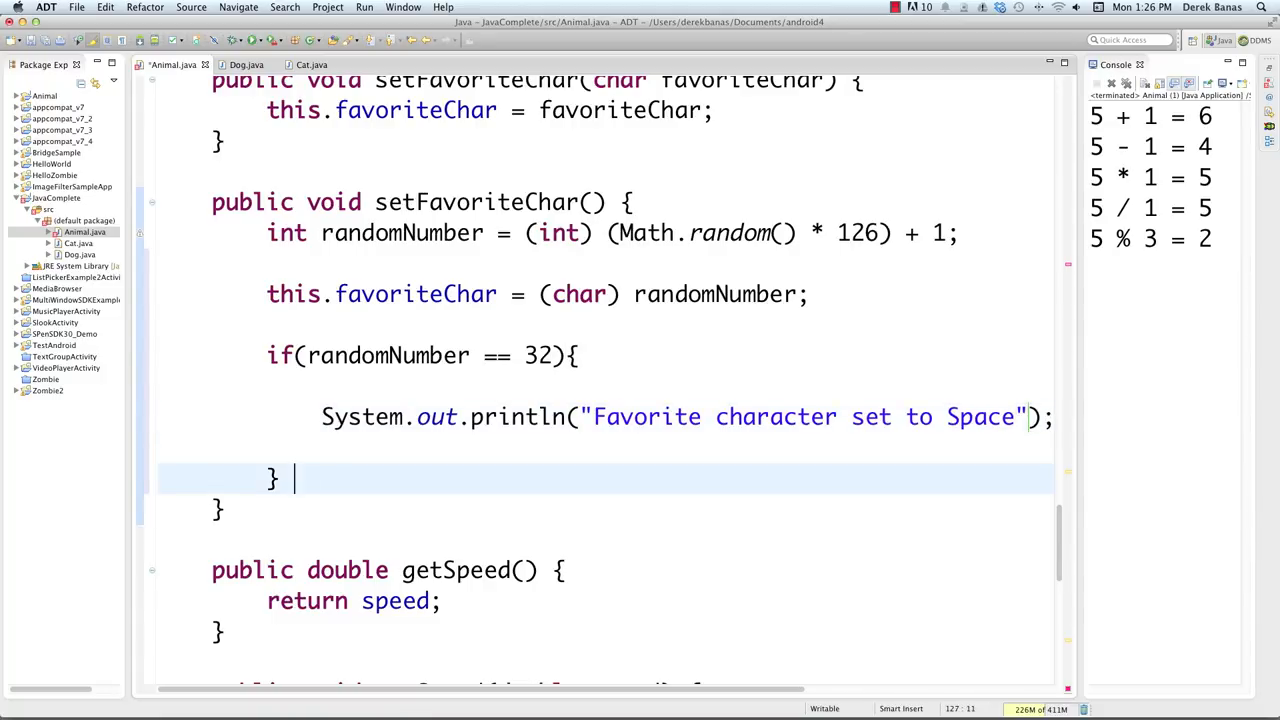 ADT File Edit Refactor Source Navigate Search Project Run Window Help
10
Mon 1:26 PM Derek Banas
Java – JavaComplete/src/Animal.java – ADT – /Users/derekbanas/Documents/android4
Quick Access
Java
DDMS
Package Exp
*Animal.java
Dog.java
Cat.java
Console
<terminated> Animal (1) [Java Application] /S
Animal
appcompat_v7
appcompat_v7_2
appcompat_v7_3
appcompat_v7_4
BridgeSample
HelloWorld
HelloZombie
ImageFilterSampleApp
JavaComplete
src
(default package)
Animal.java
Cat.java
Dog.java
JRE System Library [Ja
ListPickerExample2Activi
MediaBrowser
MultiWindowSDKExample
MusicPlayerActivity
SlookActivity
SPenSDK30_Demo
TestAndroid
TextGroupActivity
VideoPlayerActivity
Zombie
Zombie2
public void setFavoriteChar(char favoriteChar) {
this.favoriteChar = favoriteChar;
}
public void setFavoriteChar() {
int randomNumber = (int) (Math.random() * 126) + 1;
this.favoriteChar = (char) randomNumber;
if(randomNumber == 32){
System.out.println("Favorite character set to Space");
}
}
public double getSpeed() {
return speed;
}
5 + 1 = 6
5 - 1 = 4
5 * 1 = 5
5 / 1 = 5
5 % 3 = 2
Writable
Smart Insert
127 : 11
226M of 411M